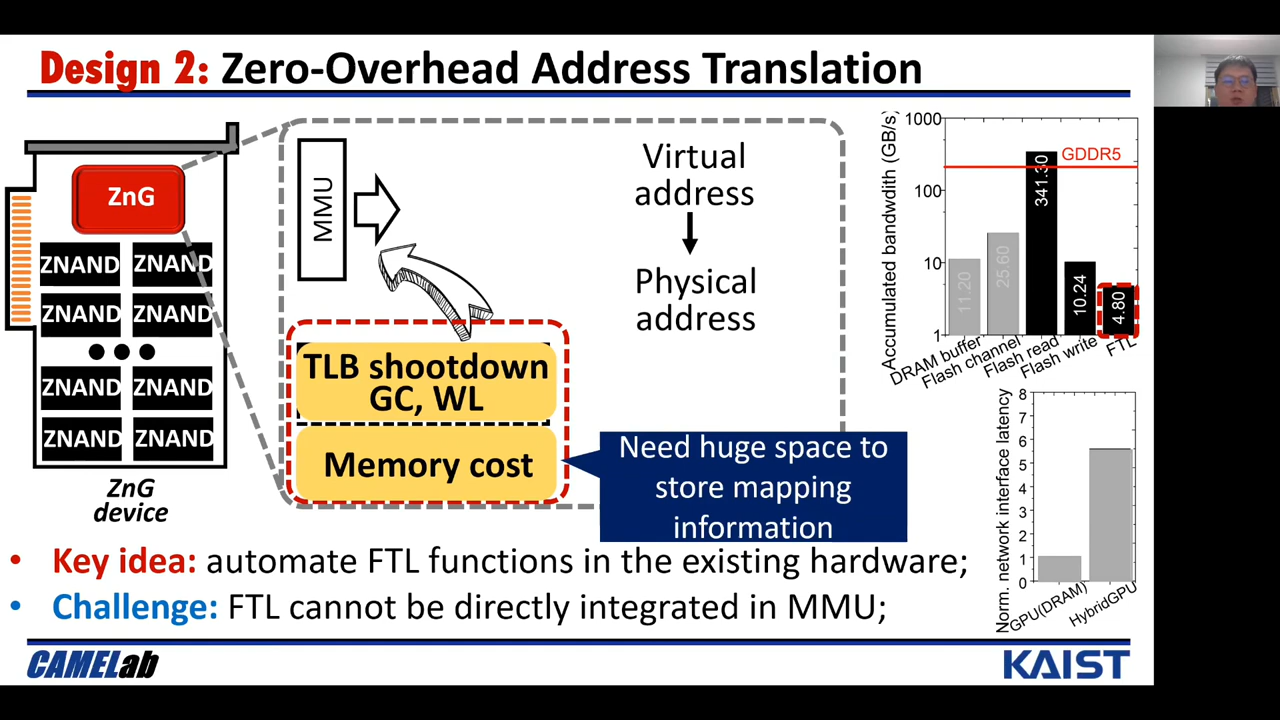 Design 2: Zero-Overhead Address Translation
ZnG
ZNAND ZNAND
ZNAND ZNAND
ZNAND ZNAND
ZNAND ZNAND
ZnG
device
MMU
Virtual
address
Physical
address
TLB shootdown
GC, WL
Memory cost
Need huge space to
store mapping
information
Accumulated bandwdith (GB/s)
1000
100
10
1
GDDR5
11.20
25.60
341.30
10.24
4.80
DRAM buffer
Flash channel
Flash read
Flash write
FTL
Norm. network interface latency
8
7
6
5
4
3
2
1
0
GPU(DRAM)
HybridGPU
• Key idea: automate FTL functions in the existing hardware;
• Challenge: FTL cannot be directly integrated in MMU;
CAMELab
KAIST